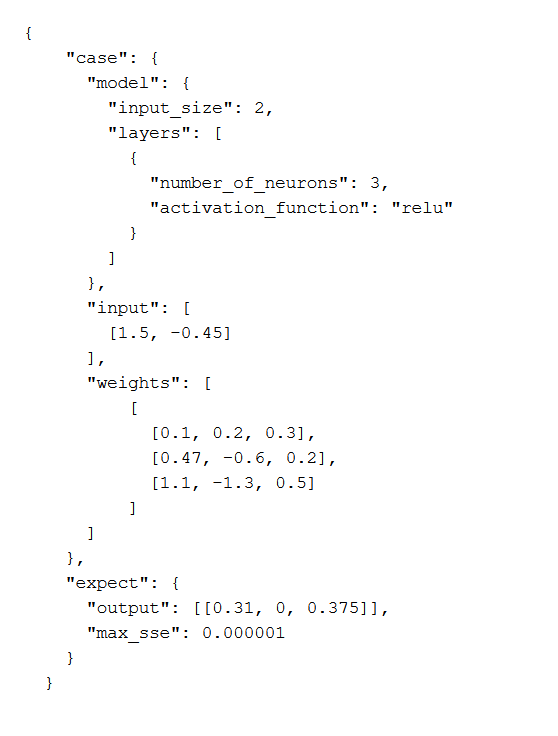 {
    "case": {
      "model": {
        "input_size": 2,
        "layers": [
          {
            "number_of_neurons": 3,
            "activation_function": "relu"
          }
        ]
      },
      "input": [
        [1.5, -0.45]
      ],
      "weights": [
          [
            [0.1, 0.2, 0.3],
            [0.47, -0.6, 0.2],
            [1.1, -1.3, 0.5]
          ]
      ]
    },
    "expect": {
      "output": [[0.31, 0, 0.375]],
      "max_sse": 0.000001
    }
  }